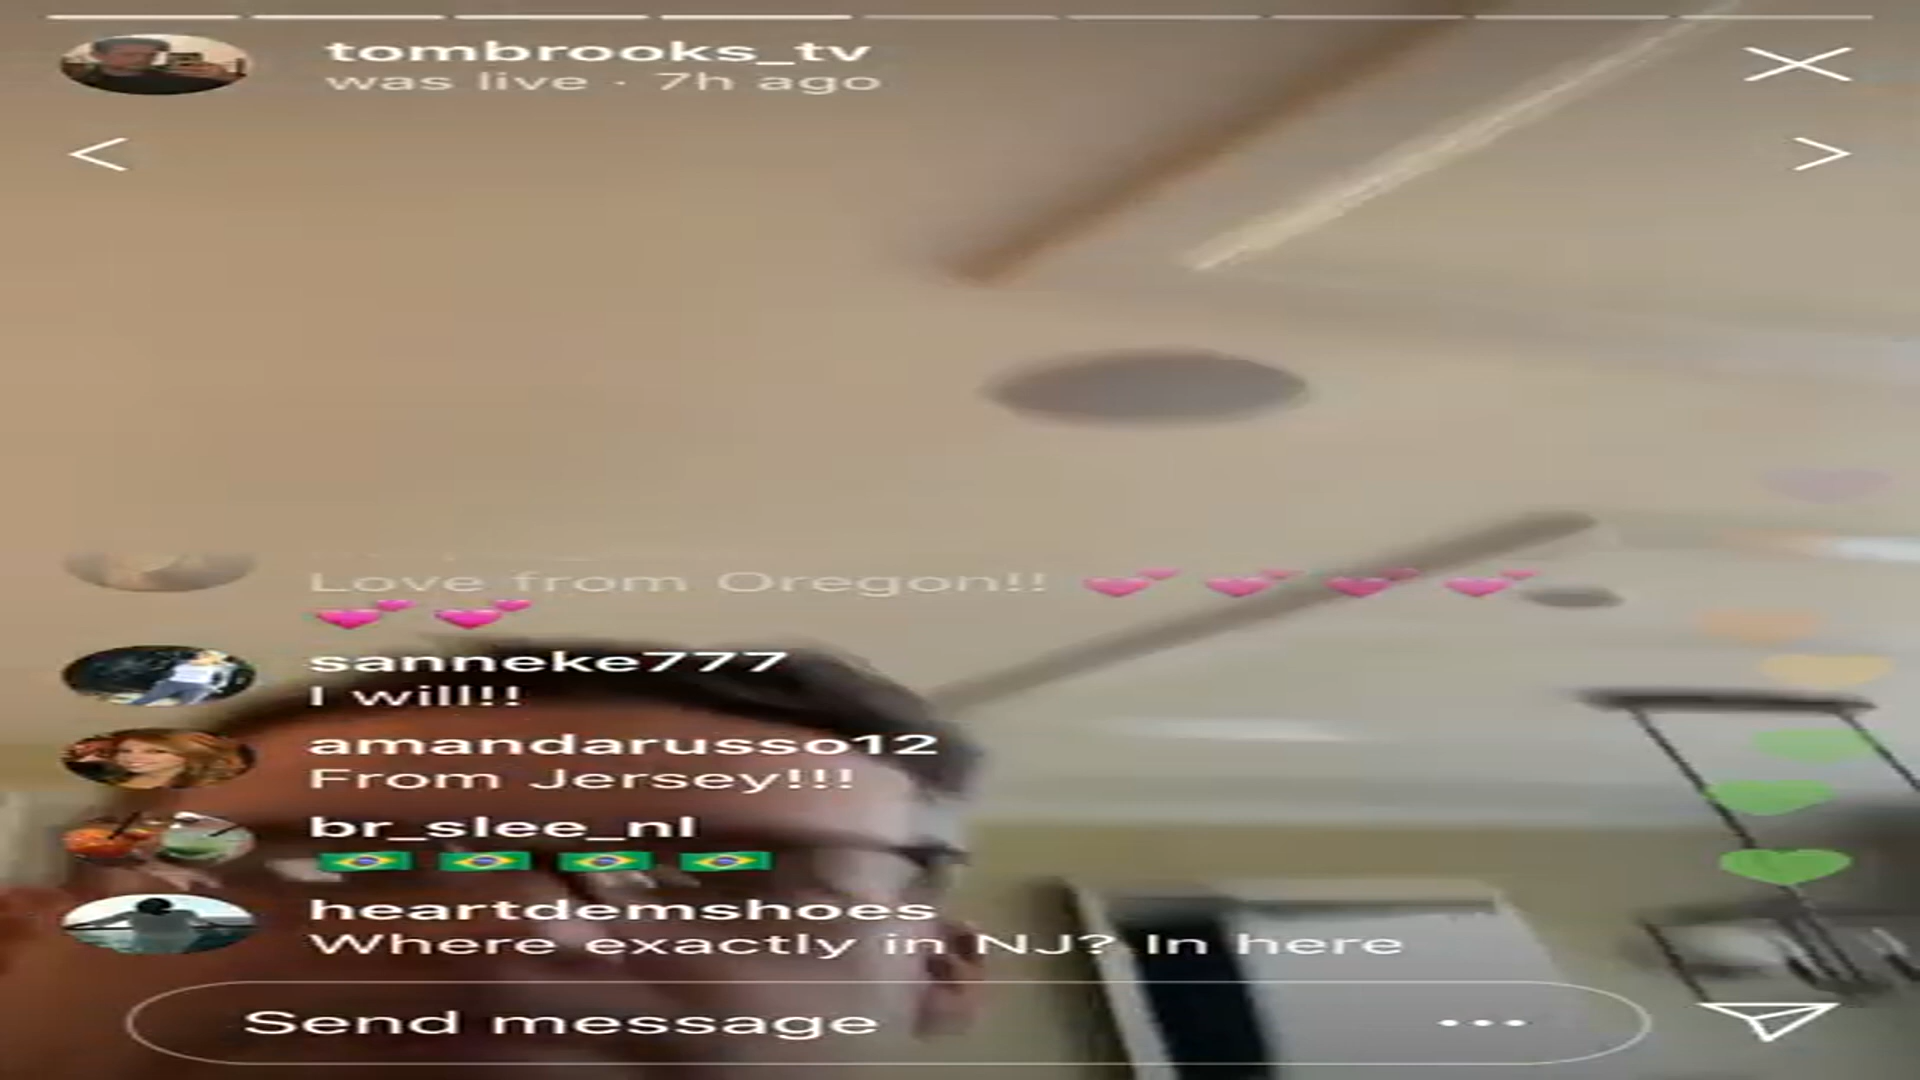 tombrooks_tv
was live · 7h ago
Love from Oregon!! 💕 💕 💕 💕
💕 💕
sanneke777
I will!!
amandarusso12
From Jersey!!!
br_slee_nl
🇧🇷 🇧🇷 🇧🇷 🇧🇷
heartdemshoes
Where exactly in NJ? In here
Send message